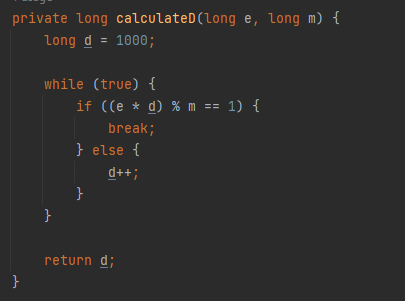 private long calculateD(long e, long m) {
    long d = 1000;

    while (true) {
        if ((e * d) % m == 1) {
            break;
        } else {
            d++;
        }
    }

    return d;
}